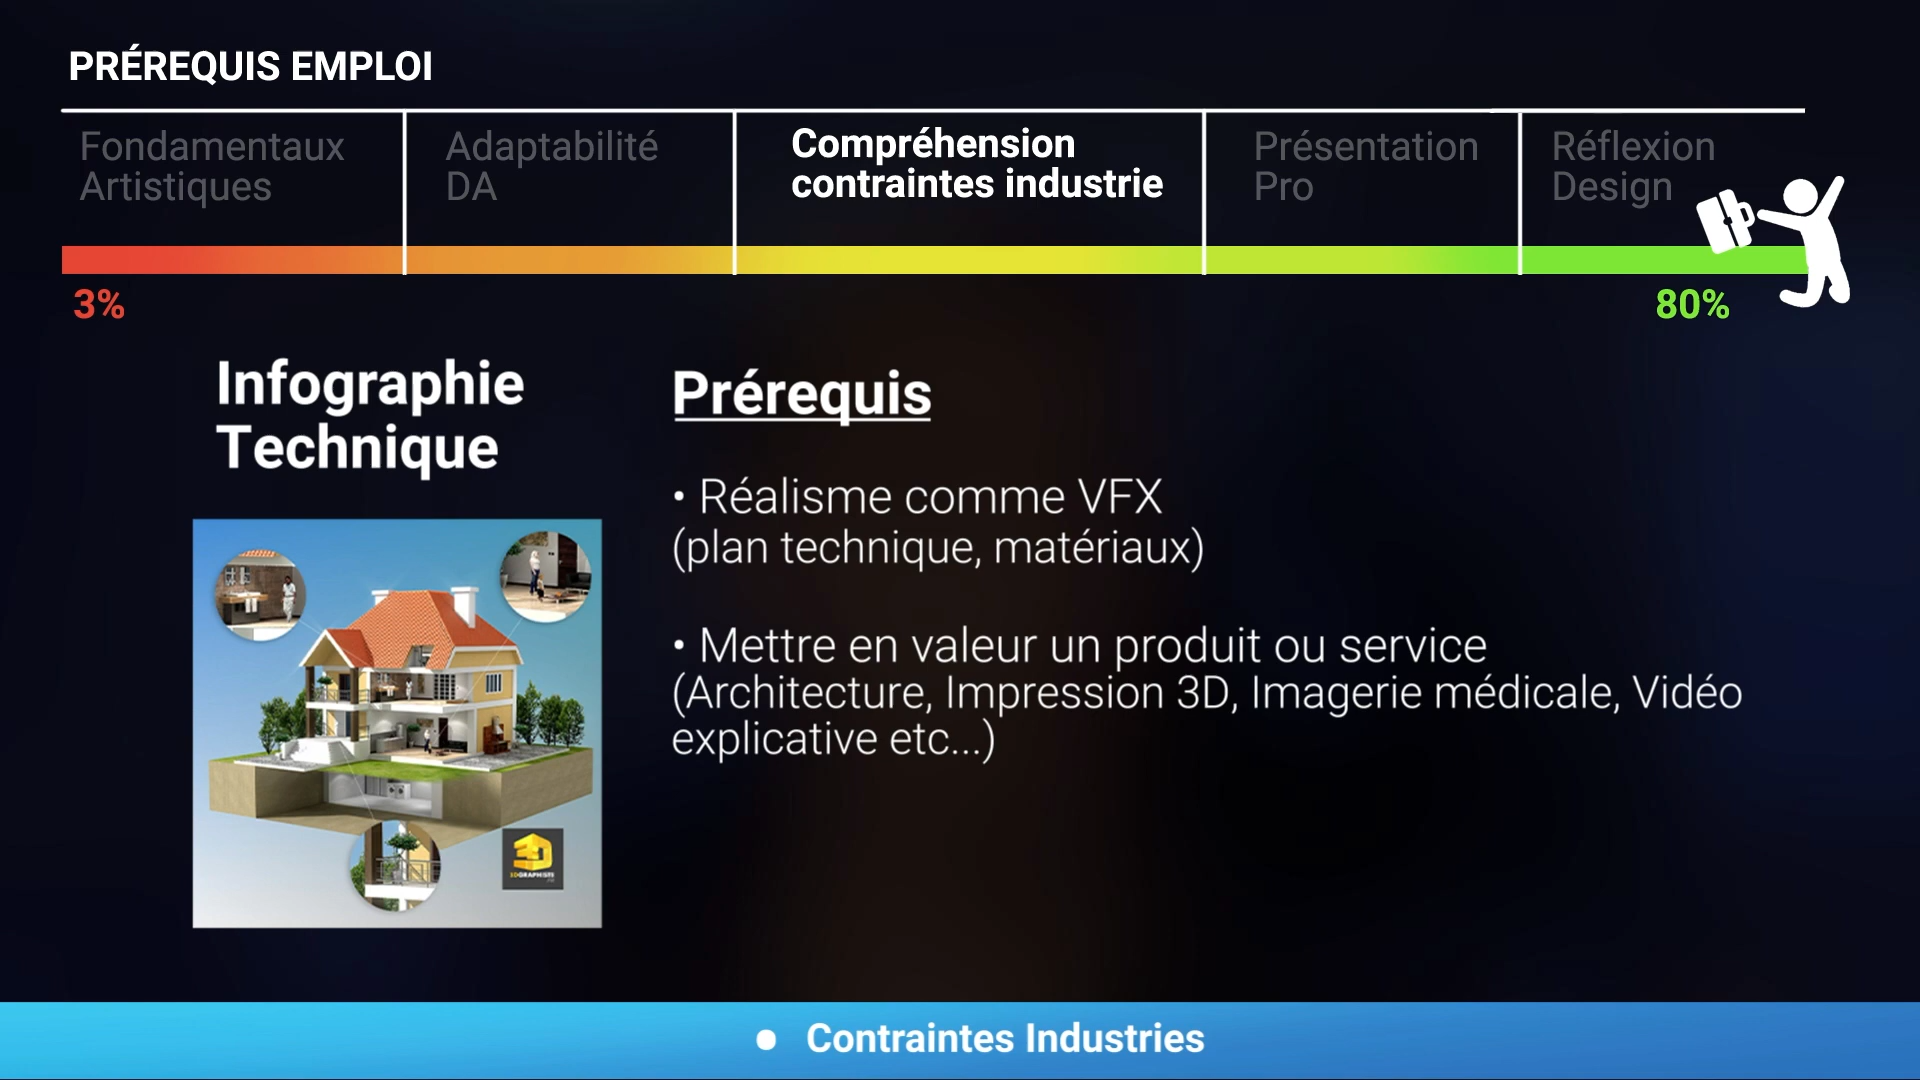 PRÉREQUIS EMPLOI
Fondamentaux
Artistiques
Adaptabilité
DA
Compréhension
contraintes industrie
Présentation
Pro
Réflexion
Design
3%
80%
Infographie
Technique
Prérequis
• Réalisme comme VFX
(plan technique, matériaux)
• Mettre en valeur un produit ou service
(Architecture, Impression 3D, Imagerie médicale, Vidéo
explicative etc...)
3D
3DGRAPHISTE
• Contraintes Industries